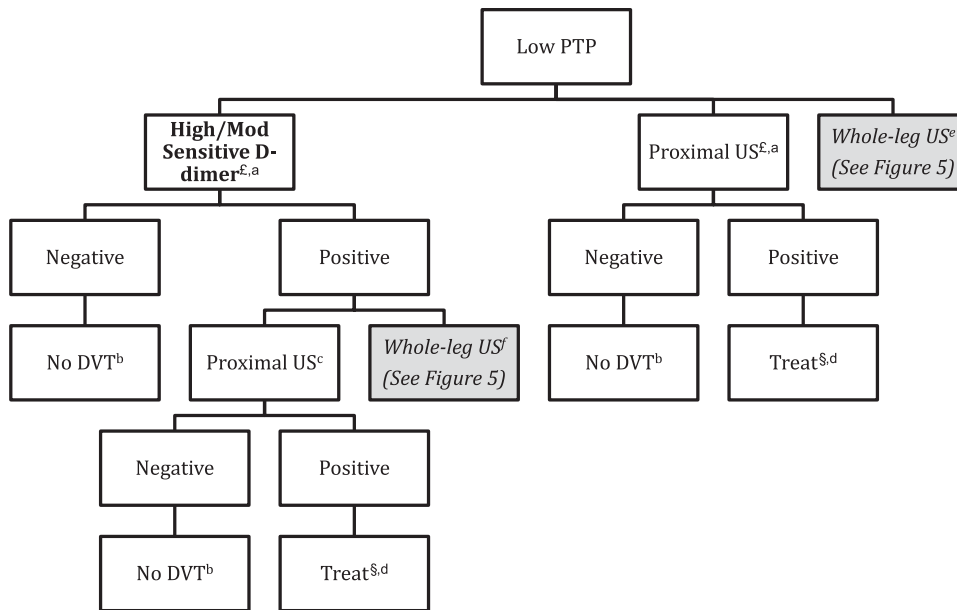 Low PTP
High/Mod
Sensitive D-
dimer£,a
Proximal US£,a
Whole-leg USe
(See Figure 5)
Negative
Positive
Negative
Positive
No DVTb
Proximal USc
Whole-leg USf
(See Figure 5)
No DVTb
Treat§,d
Negative
Positive
No DVTb
Treat§,d